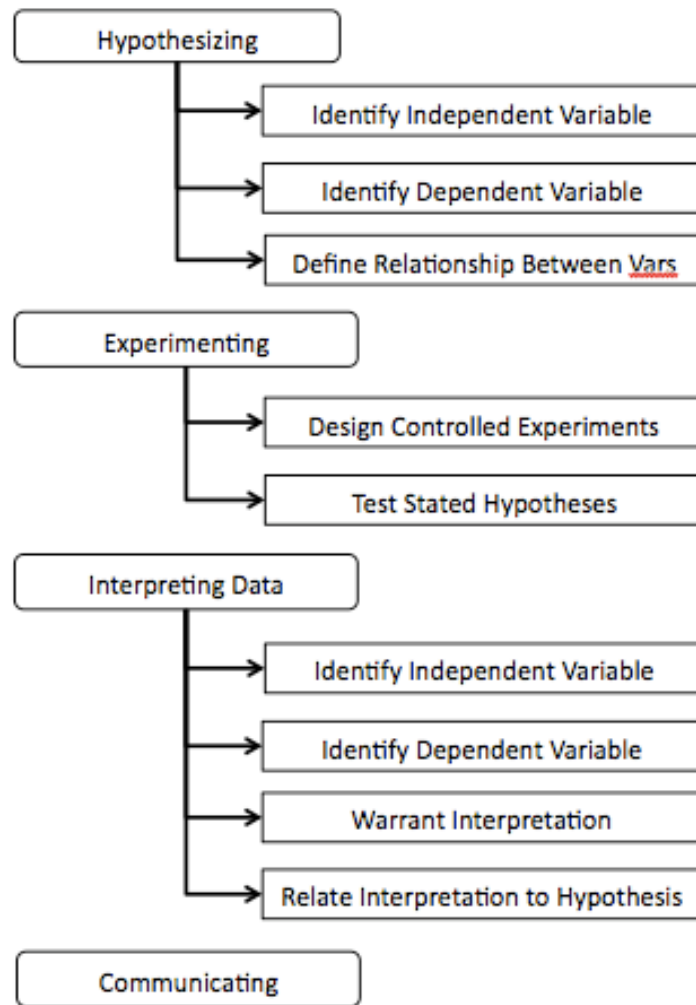 Hypothesizing
Identify Independent Variable
Identify Dependent Variable
Define Relationship Between Vars
Experimenting
Design Controlled Experiments
Test Stated Hypotheses
Interpreting Data
Identify Independent Variable
Identify Dependent Variable
Warrant Interpretation
Relate Interpretation to Hypothesis
Communicating